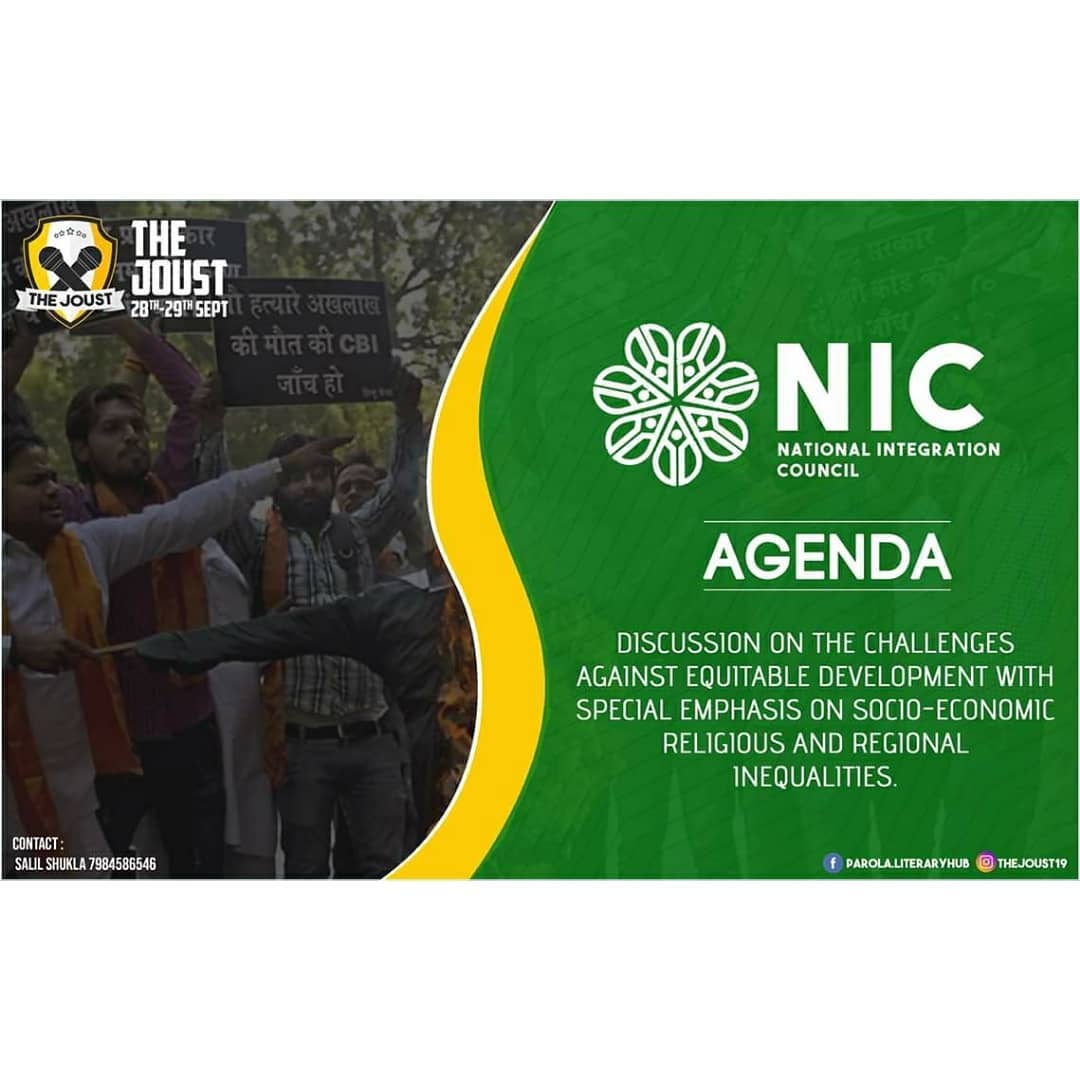 THE JOUST
THE
JOUST
28TH-29TH SEPT
हत्यारे अखलाख
की मौत की CBI
जाँच हो
NIC
NATIONAL INTEGRATION
COUNCIL
AGENDA
DISCUSSION ON THE CHALLENGES
AGAINST EQUITABLE DEVELOPMENT WITH
SPECIAL EMPHASIS ON SOCIO-ECONOMIC
RELIGIOUS AND REGIONAL
INEQUALITIES.
CONTACT :
SALIL SHUKLA 7984586546
PAROLA.LITERARYHUB THEJOUST19